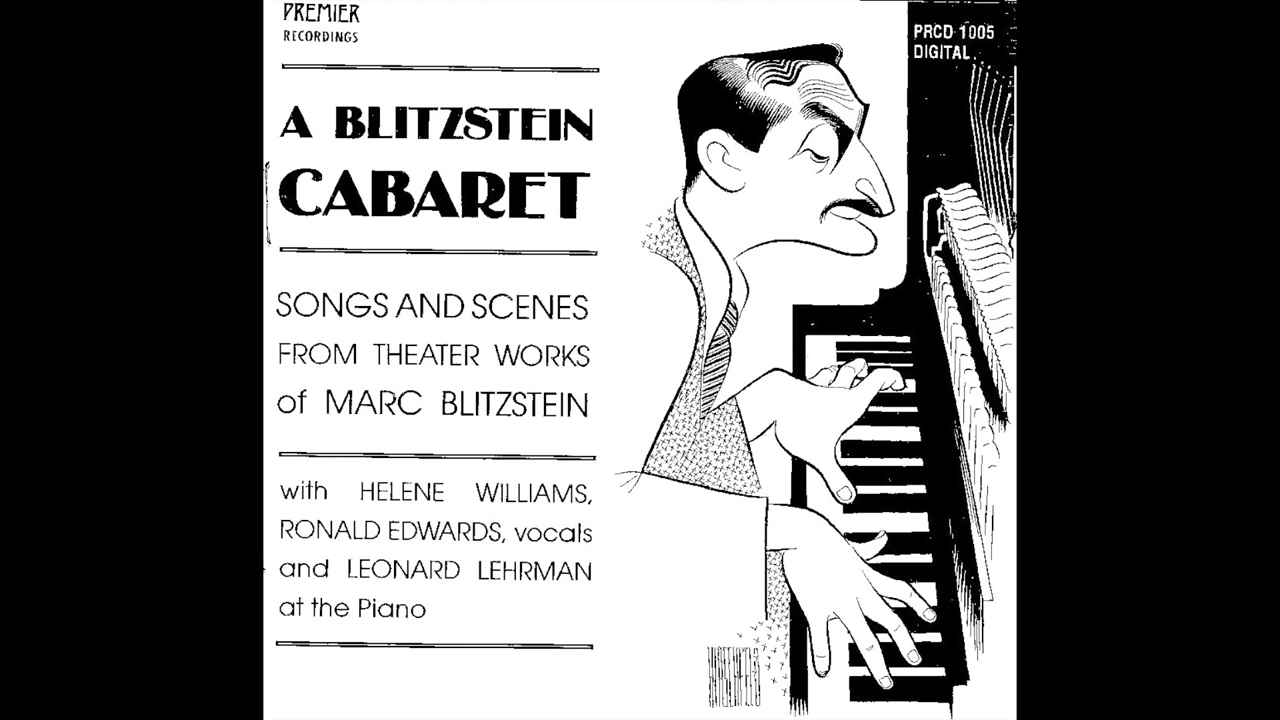 PREMIER
RECORDINGS
PRCD 1005
DIGITAL
A BLITZSTEIN
CABARET
SONGS AND SCENES
FROM THEATER WORKS
of MARC BLITZSTEIN
with HELENE WILLIAMS,
RONALD EDWARDS, vocals
and LEONARD LEHRMAN
at the Piano
HIRSCHFELD